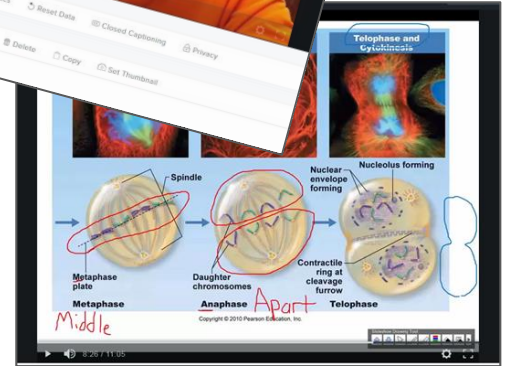 Reset Data
Closed Captioning
Privacy
Delete
Copy
Set Thumbnail
Telophase and
Cytokinesis
Spindle
Nuclear
envelope
forming
Nucleolus forming
Metaphase
plate
Daughter
chromosomes
Contractile
ring at
cleavage
furrow
Metaphase
Anaphase
Telophase
Apart
Middle
Copyright © 2010 Pearson Education, Inc.
8:26 / 11:05